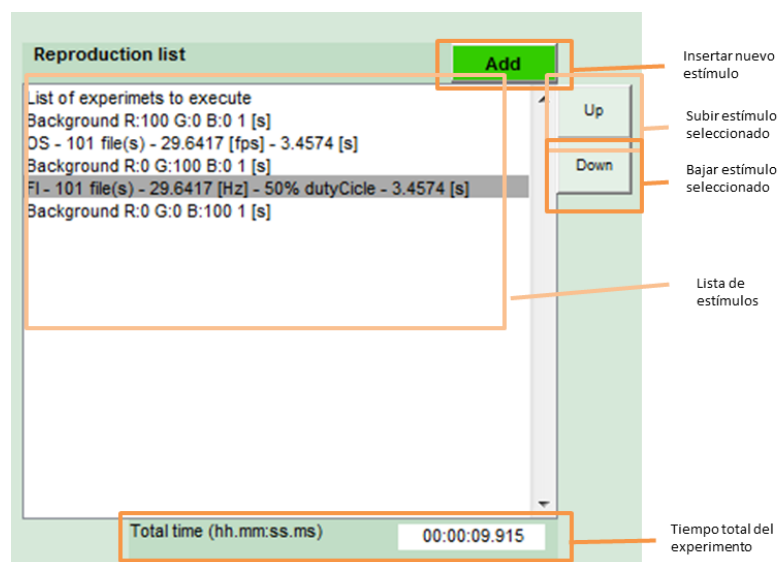 Reproduction list
Add
Insertar nuevo
estímulo
List of experimets to execute
Background R:100 G:0 B:0 1 [s]
OS - 101 file(s) - 29.6417 [fps] - 3.4574 [s]
Background R:0 G:100 B:0 1 [s]
FI - 101 file(s) - 29.6417 [Hz] - 50% dutyCicle - 3.4574 [s]
Background R:0 G:0 B:100 1 [s]
Up
Subir estímulo
seleccionado
Down
Bajar estímulo
seleccionado
Lista de
estímulos
Total time (hh.mm:ss.ms)
00:00:09.915
Tiempo total del
experimento